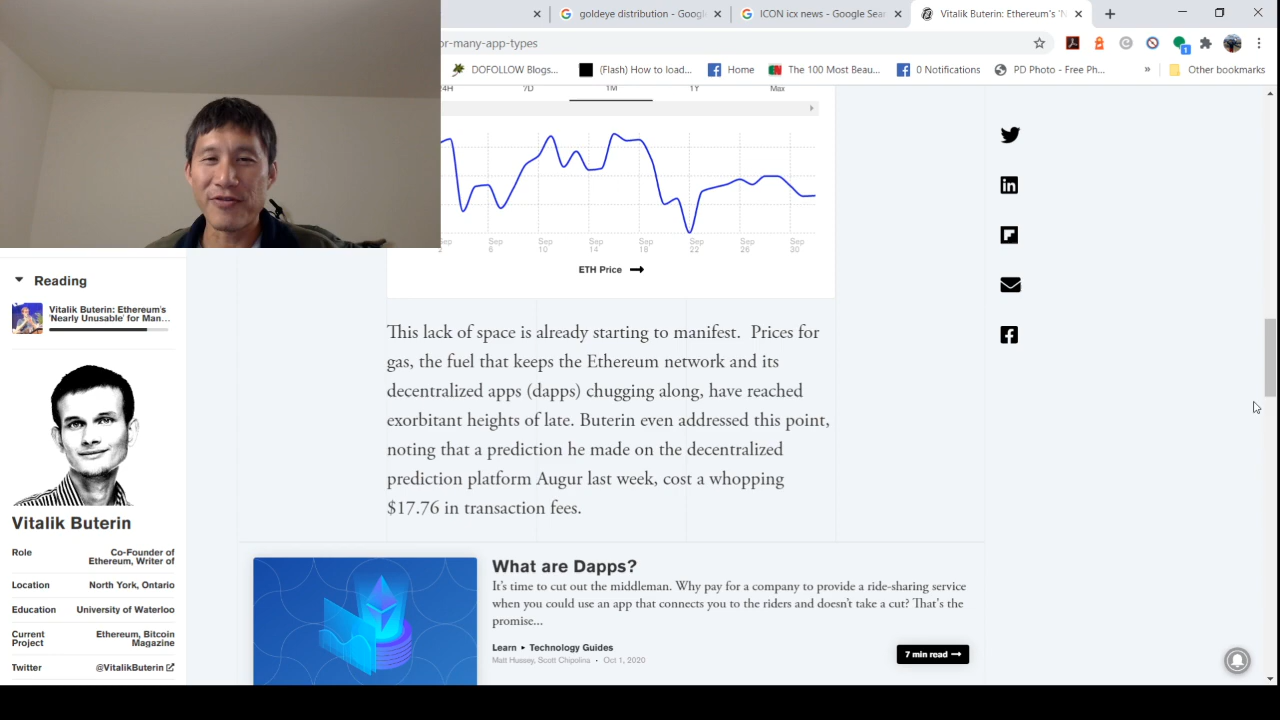 goldeye distribution - Googl
ICON icx news - Google Sear
Vitalik Buterin: Ethereum's 'N
or-many-app-types
DOFOLLOW Blogs...
(Flash) How to load...
Home
The 100 Most Beau...
0 Notifications
PD Photo - Free Ph...
»
Other bookmarks
24H 7D 1M 1Y Max
Sep 6
Sep 10
Sep 14
Sep 18
Sep 22
Sep 26
Sep 30
ETH Price
Reading
Vitalik Buterin: Ethereum's
'Nearly Unusable' for Man...
Vitalik Buterin
Role Co-Founder of
Ethereum, Writer of
Location North York, Ontario
Education University of Waterloo
Current Project Ethereum, Bitcoin Magazine
Twitter @VitalikButerin
This lack of space is already starting to manifest.  Prices for
gas, the fuel that keeps the Ethereum network and its
decentralized apps (dapps) chugging along, have reached
exorbitant heights of late. Buterin even addressed this point,
noting that a prediction he made on the decentralized
prediction platform Augur last week, cost a whopping
$17.76 in transaction fees.
What are Dapps?
It's time to cut out the middleman. Why pay for a company to provide a ride-sharing service
when you could use an app that connects you to the riders and doesn't take a cut? That's the
promise...
Learn ▸ Technology Guides
Matt Hussey, Scott Chipolina · Oct 1, 2020
7 min read